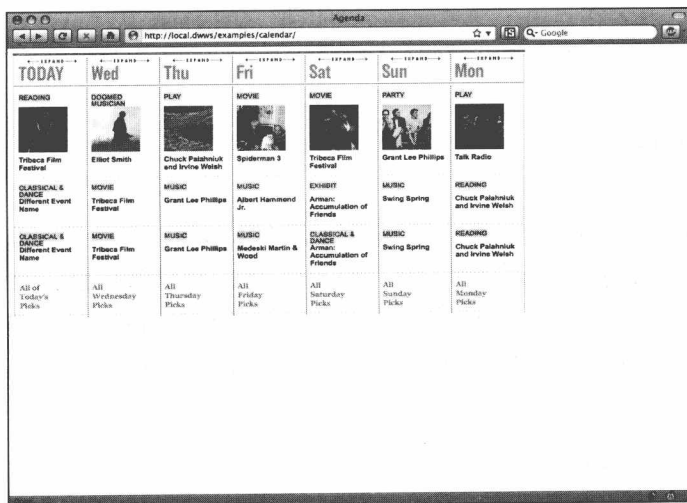 Agenda
http://local.dwws/examples/calendar/
Google
EXPAND
TODAY
READING
Tribeca Film
Festival
CLASSICAL &
DANCE
Different Event
Name
CLASSICAL &
DANCE
Different Event
Name
All of
Today's
Picks
EXPAND
Wed
DOOMED
MUSICIAN
Elliot Smith
MOVIE
Tribeca Film
Festival
MOVIE
Tribeca Film
Festival
All
Wednesday
Picks
EXPAND
Thu
PLAY
Chuck Palahniuk
and Irvine Welsh
MUSIC
Grant Lee Phillips
MUSIC
Grant Lee Phillips
All
Thursday
Picks
EXPAND
Fri
MOVIE
Spiderman 3
MUSIC
Albert Hammond
Jr.
MUSIC
Medeski Martin &
Wood
All
Friday
Picks
EXPAND
Sat
MOVIE
Tribeca Film
Festival
EXHIBIT
Arman:
Accumulation of
Friends
CLASSICAL &
DANCE
Arman:
Accumulation of
Friends
All
Saturday
Picks
EXPAND
Sun
PARTY
Grant Lee Phillips
MUSIC
Swing Spring
MUSIC
Swing Spring
All
Sunday
Picks
EXPAND
Mon
PLAY
Talk Radio
READING
Chuck Palahniuk
and Irvine Welsh
READING
Chuck Palahniuk
and Irvine Welsh
All
Monday
Picks